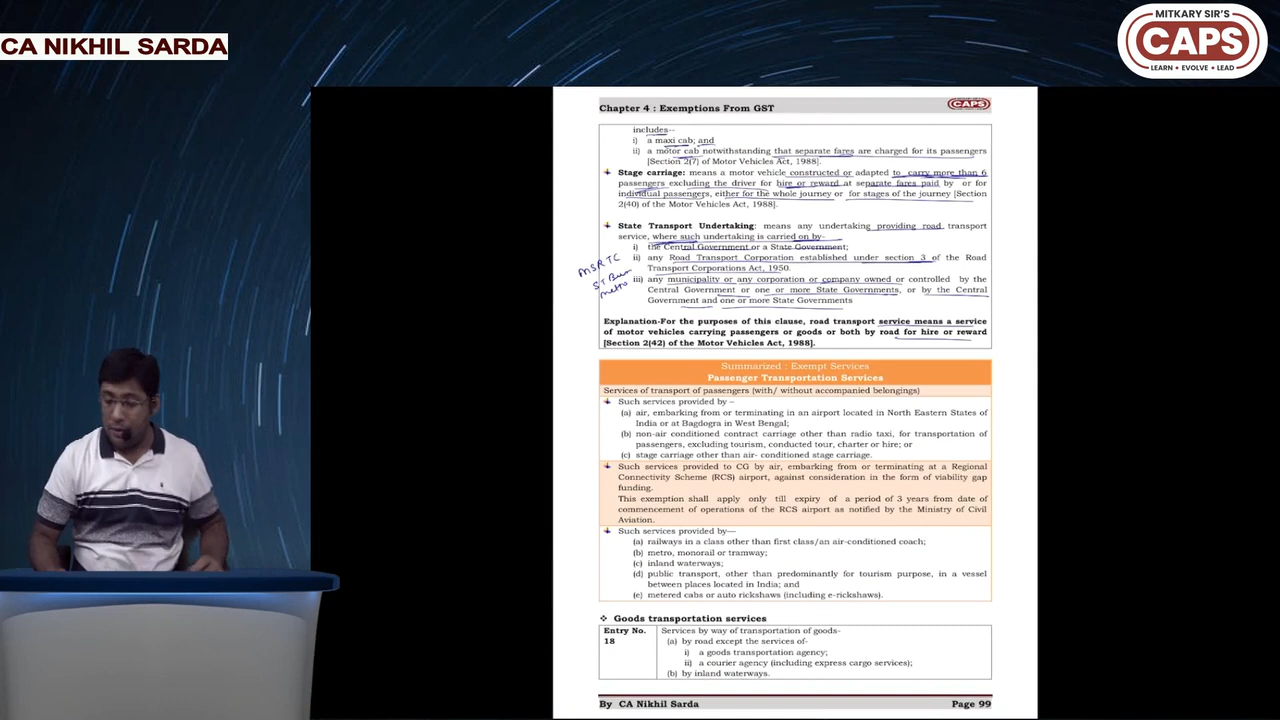 CA NIKHIL SARDA
MITKARY SIR'S
CAPS
LEARN • EVOLVE • LEAD
Chapter 4 : Exemptions From GST
CAPS
includes--
i) a maxi cab; and
ii) a motor cab notwithstanding that separate fares are charged for its passengers
[Section 2(7) of Motor Vehicles Act, 1988].
Stage carriage: means a motor vehicle constructed or adapted to carry more than 6
passengers excluding the driver for hire or reward at separate fares paid by or for
individual passengers, either for the whole journey or for stages of the journey [Section
2(40) of the Motor Vehicles Act, 1988].
State Transport Undertaking: means any undertaking providing road transport
service, where such undertaking is carried on by-
i) the Central Government or a State Government;
ii) any Road Transport Corporation established under section 3 of the Road
Transport Corporations Act, 1950.
iii) any municipality or any corporation or company owned or controlled by the
Central Government or one or more State Governments, or by the Central
Government and one or more State Governments
MSRTC
ST Bus
metro
Explanation-For the purposes of this clause, road transport service means a service
of motor vehicles carrying passengers or goods or both by road for hire or reward
[Section 2(42) of the Motor Vehicles Act, 1988].
Summarized : Exempt Services
Passenger Transportation Services
Services of transport of passengers (with/ without accompanied belongings)
Such services provided by –
(a) air, embarking from or terminating in an airport located in North Eastern States of
India or at Bagdogra in West Bengal;
(b) non-air conditioned contract carriage other than radio taxi, for transportation of
passengers, excluding tourism, conducted tour, charter or hire; or
(c) stage carriage other than air- conditioned stage carriage.
Such services provided to CG by air, embarking from or terminating at a Regional
Connectivity Scheme (RCS) airport, against consideration in the form of viability gap
funding.
This exemption shall apply only till expiry of a period of 3 years from date of
commencement of operations of the RCS airport as notified by the Ministry of Civil
Aviation.
Such services provided by—
(a) railways in a class other than first class/an air-conditioned coach;
(b) metro, monorail or tramway;
(c) inland waterways;
(d) public transport, other than predominantly for tourism purpose, in a vessel
between places located in India; and
(e) metered cabs or auto rickshaws (including e-rickshaws).
❖ Goods transportation services
Entry No. Services by way of transportation of goods-
18 (a) by road except the services of-
i) a goods transportation agency;
ii) a courier agency (including express cargo services);
(b) by inland waterways.
By CA Nikhil Sarda Page 99